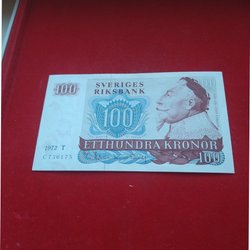 SVERIGES
RIKSBANK
100
100
ETTHUNDRA KRONOR
1972 T
100